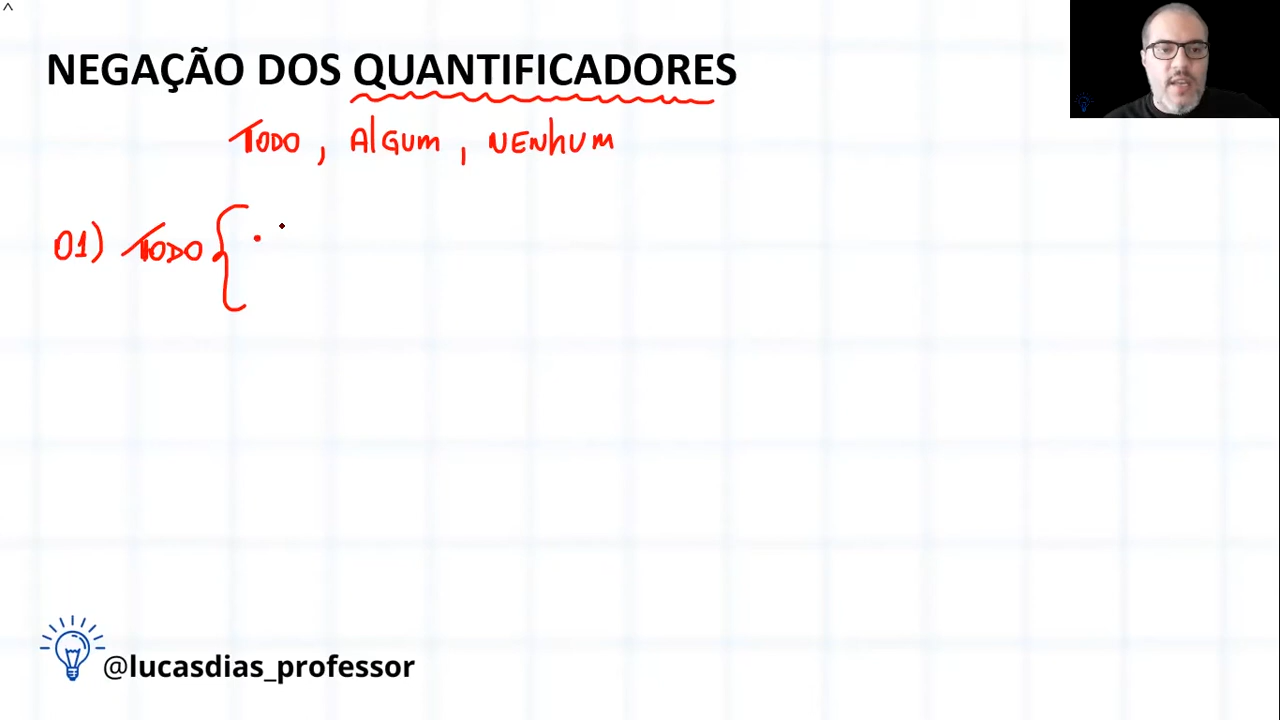 NEGAÇÃO DOS QUANTIFICADORES
TODO, AlGUM, NENHUM
01) TODO
@lucasdias_professor